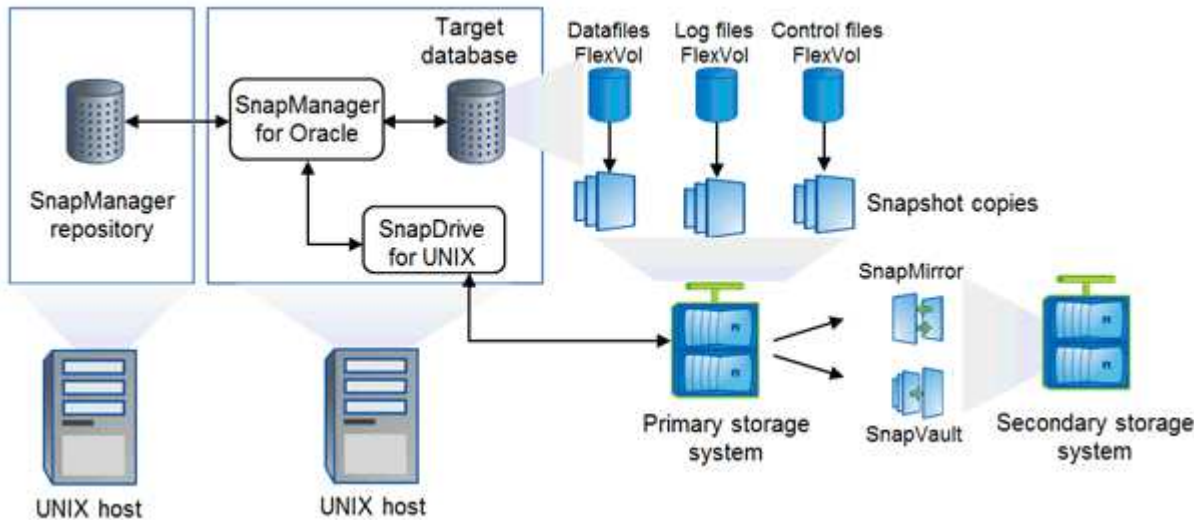 Target
database
Datafiles
FlexVol
Log files
FlexVol
Control files
FlexVol
SnapManager
for Oracle
SnapManager
repository
SnapDrive
for UNIX
Snapshot copies
SnapMirror
SnapVault
Primary storage
system
Secondary storage
system
UNIX host
UNIX host